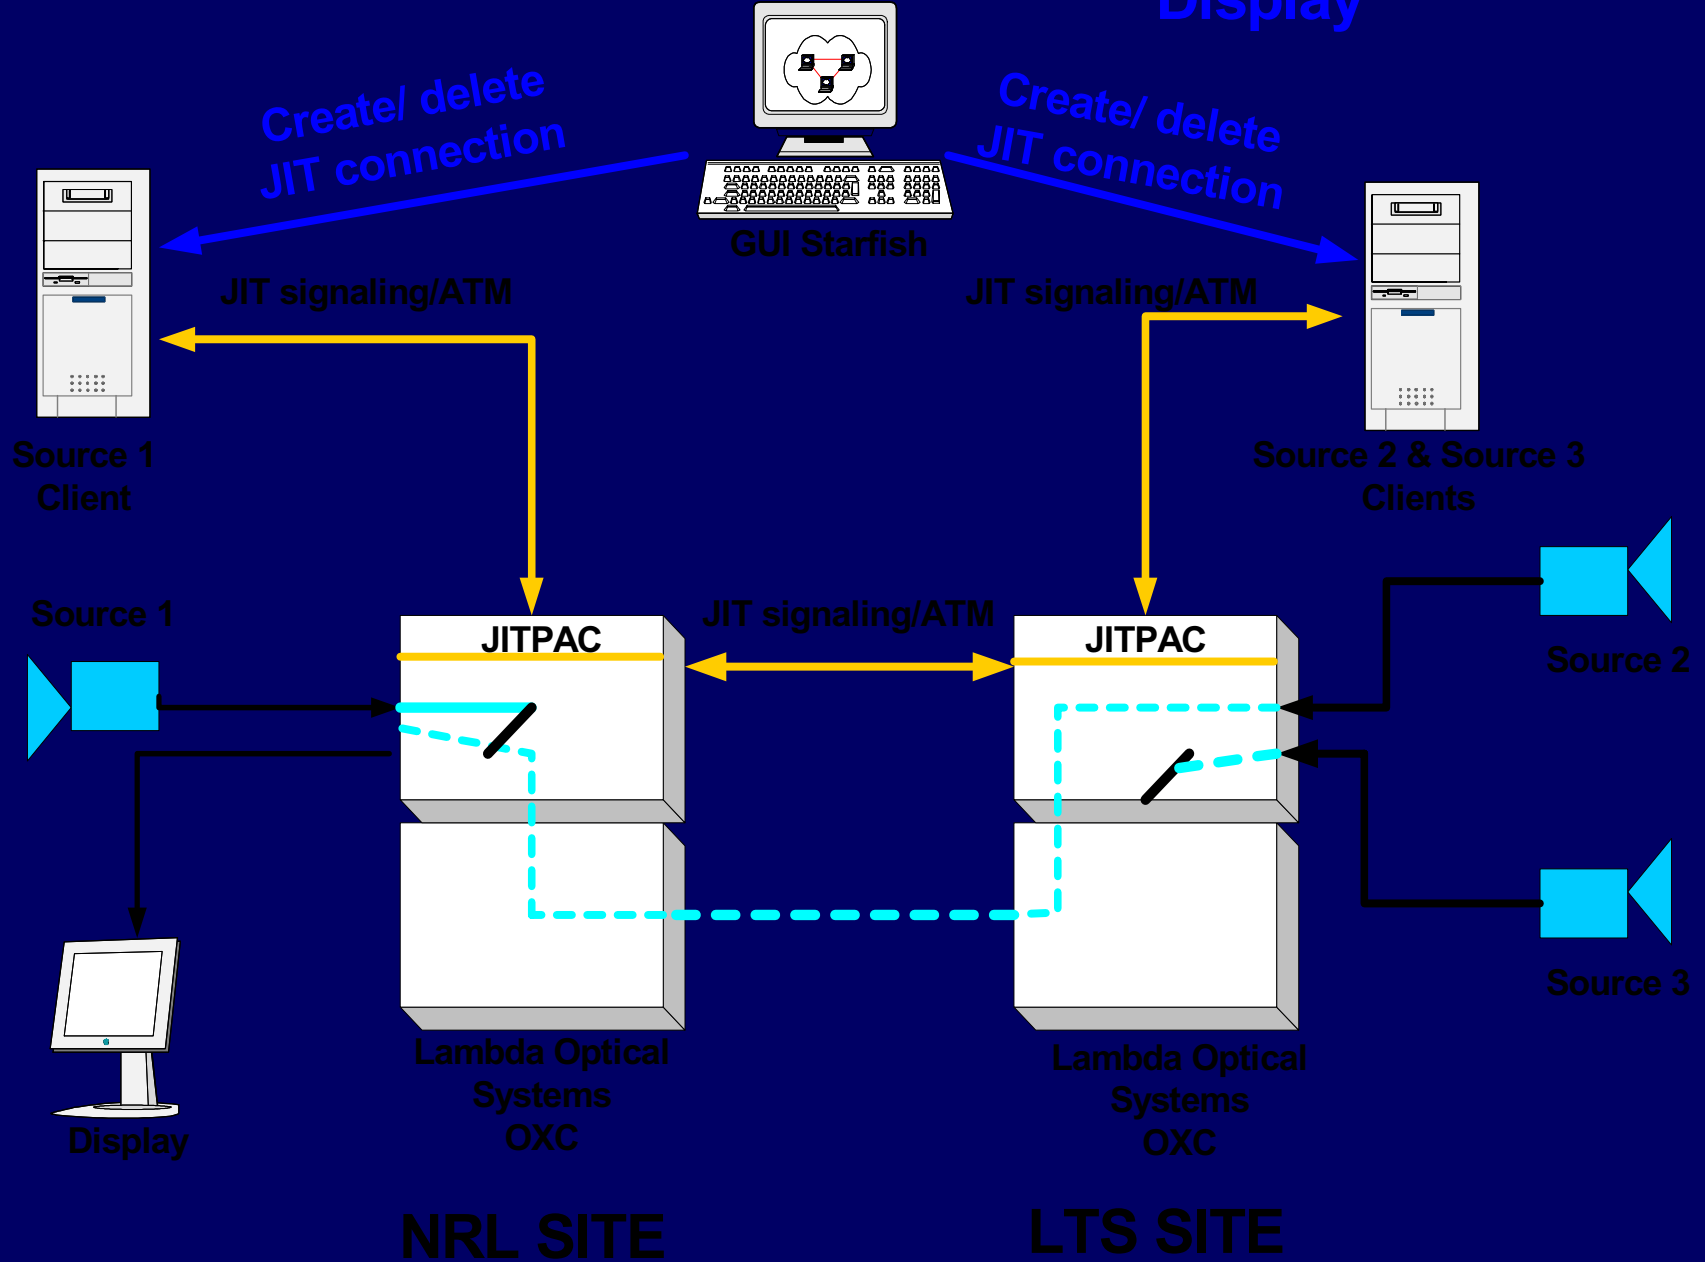 Display
Create/ delete
JIT connection
Create/ delete
JIT connection
GUI Starfish
JIT signaling/ATM
JIT signaling/ATM
Source 1
Client
Source 2 & Source 3
Clients
Source 1
JITPAC
JIT signaling/ATM
JITPAC
Source 2
Source 3
Display
Lambda Optical
Systems
OXC
Lambda Optical
Systems
OXC
NRL SITE
LTS SITE